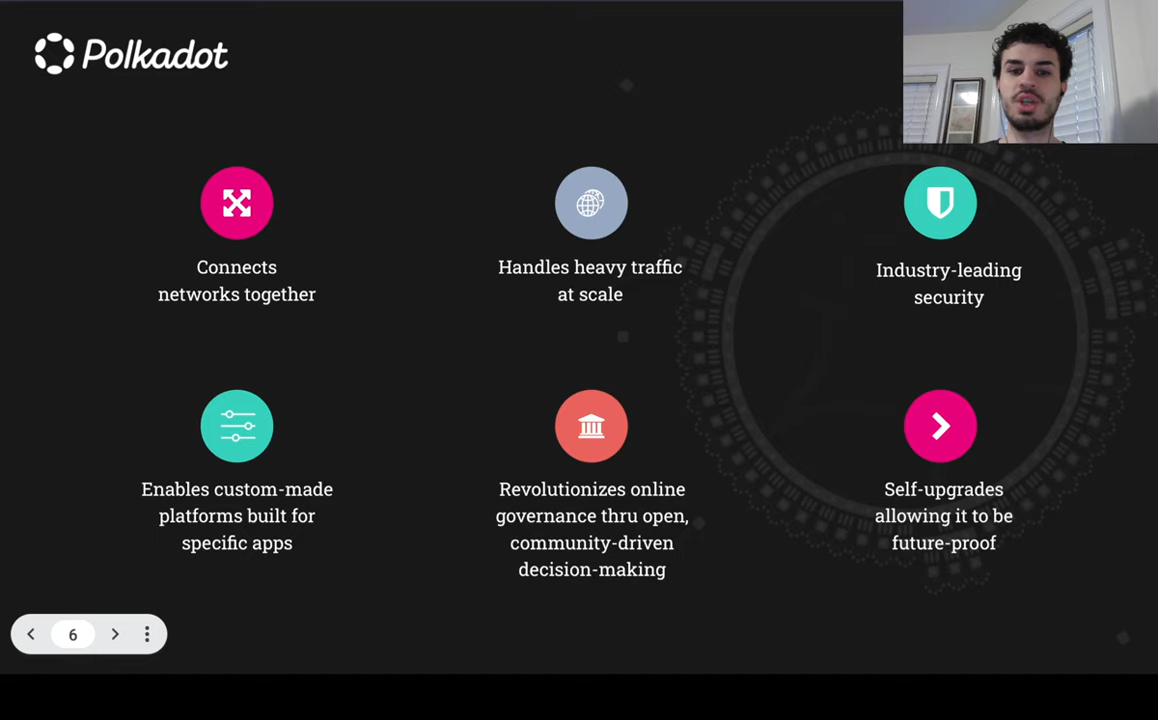 Polkadot
Connects
networks together
Handles heavy traffic
at scale
Industry-leading
security
Enables custom-made
platforms built for
specific apps
Revolutionizes online
governance thru open,
community-driven
decision-making
Self-upgrades
allowing it to be
future-proof
6